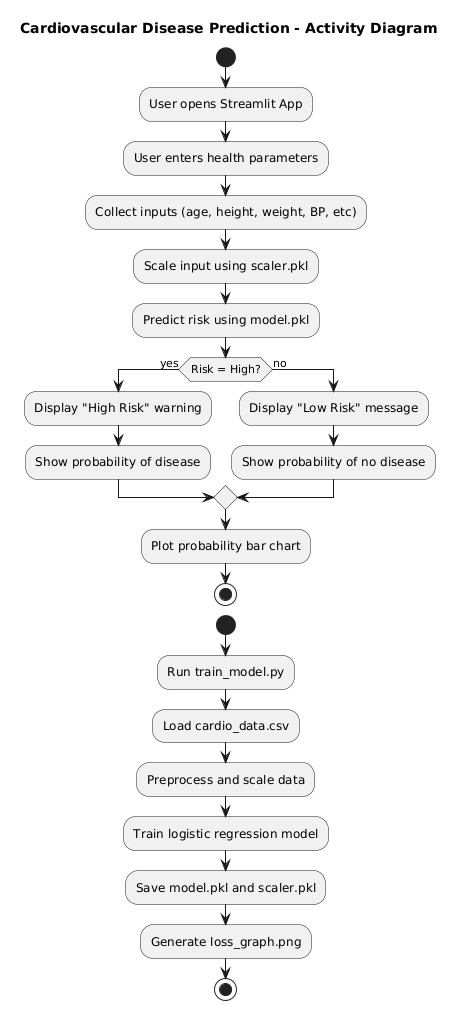 Cardiovascular Disease Prediction - Activity Diagram
User opens Streamlit App
User enters health parameters
Collect inputs (age, height, weight, BP, etc)
Scale input using scaler.pkl
Predict risk using model.pkl
yes
Risk = High?
no
Display "High Risk" warning
Display "Low Risk" message
Show probability of disease
Show probability of no disease
Plot probability bar chart
Run train_model.py
Load cardio_data.csv
Preprocess and scale data
Train logistic regression model
Save model.pkl and scaler.pkl
Generate loss_graph.png